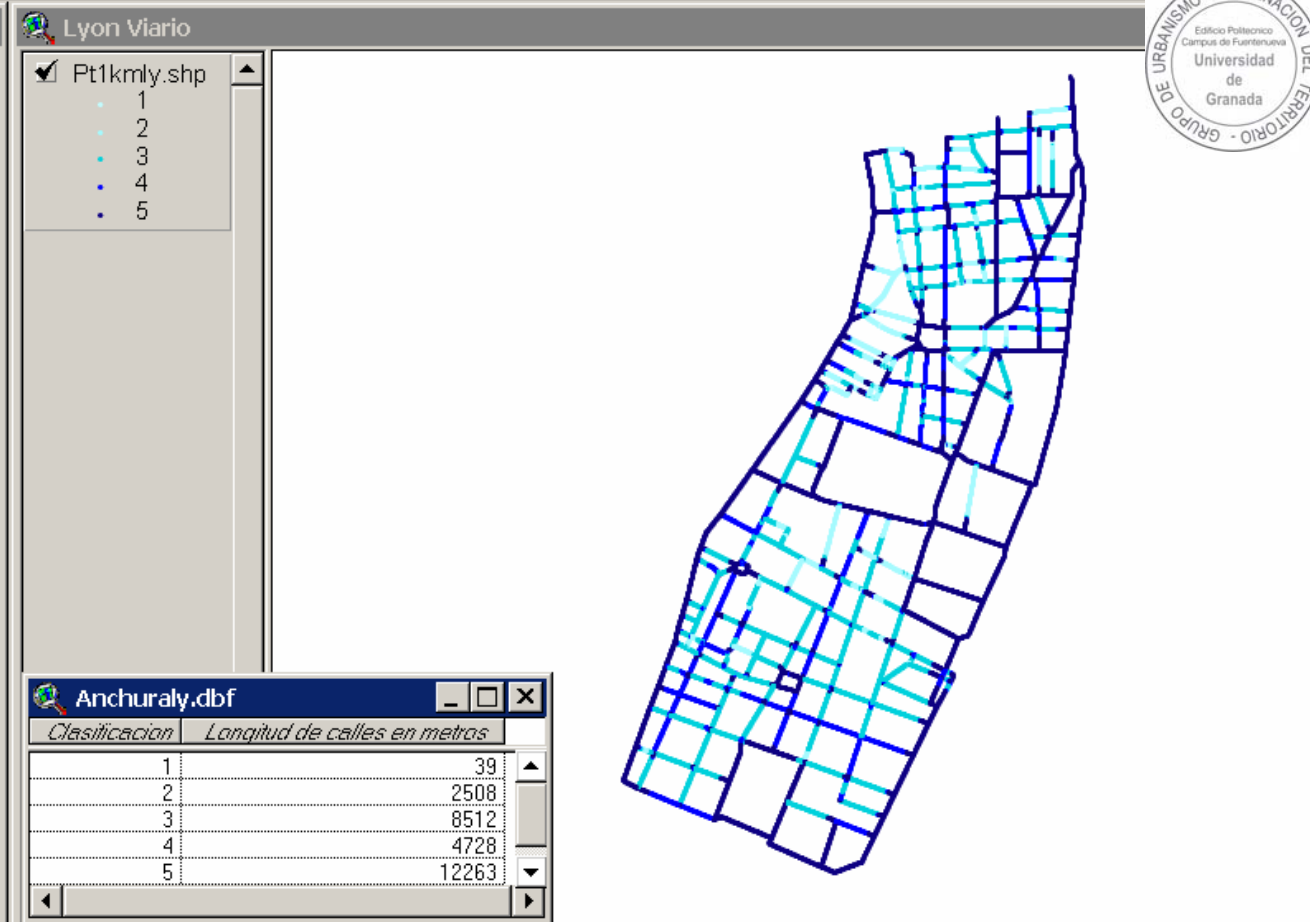 Lyon Viario
Pt1kmly.shp
1
2
3
4
5
Edificio Politecnico
Campus de Fuentenueva
Universidad
de
Granada
GRUPO DE URBANISMO
DEL TERRITORIO
Anchuraly.dbf
Clasificacion Longitud de calles en metros
1 39
2 2508
3 8512
4 4728
5 12263